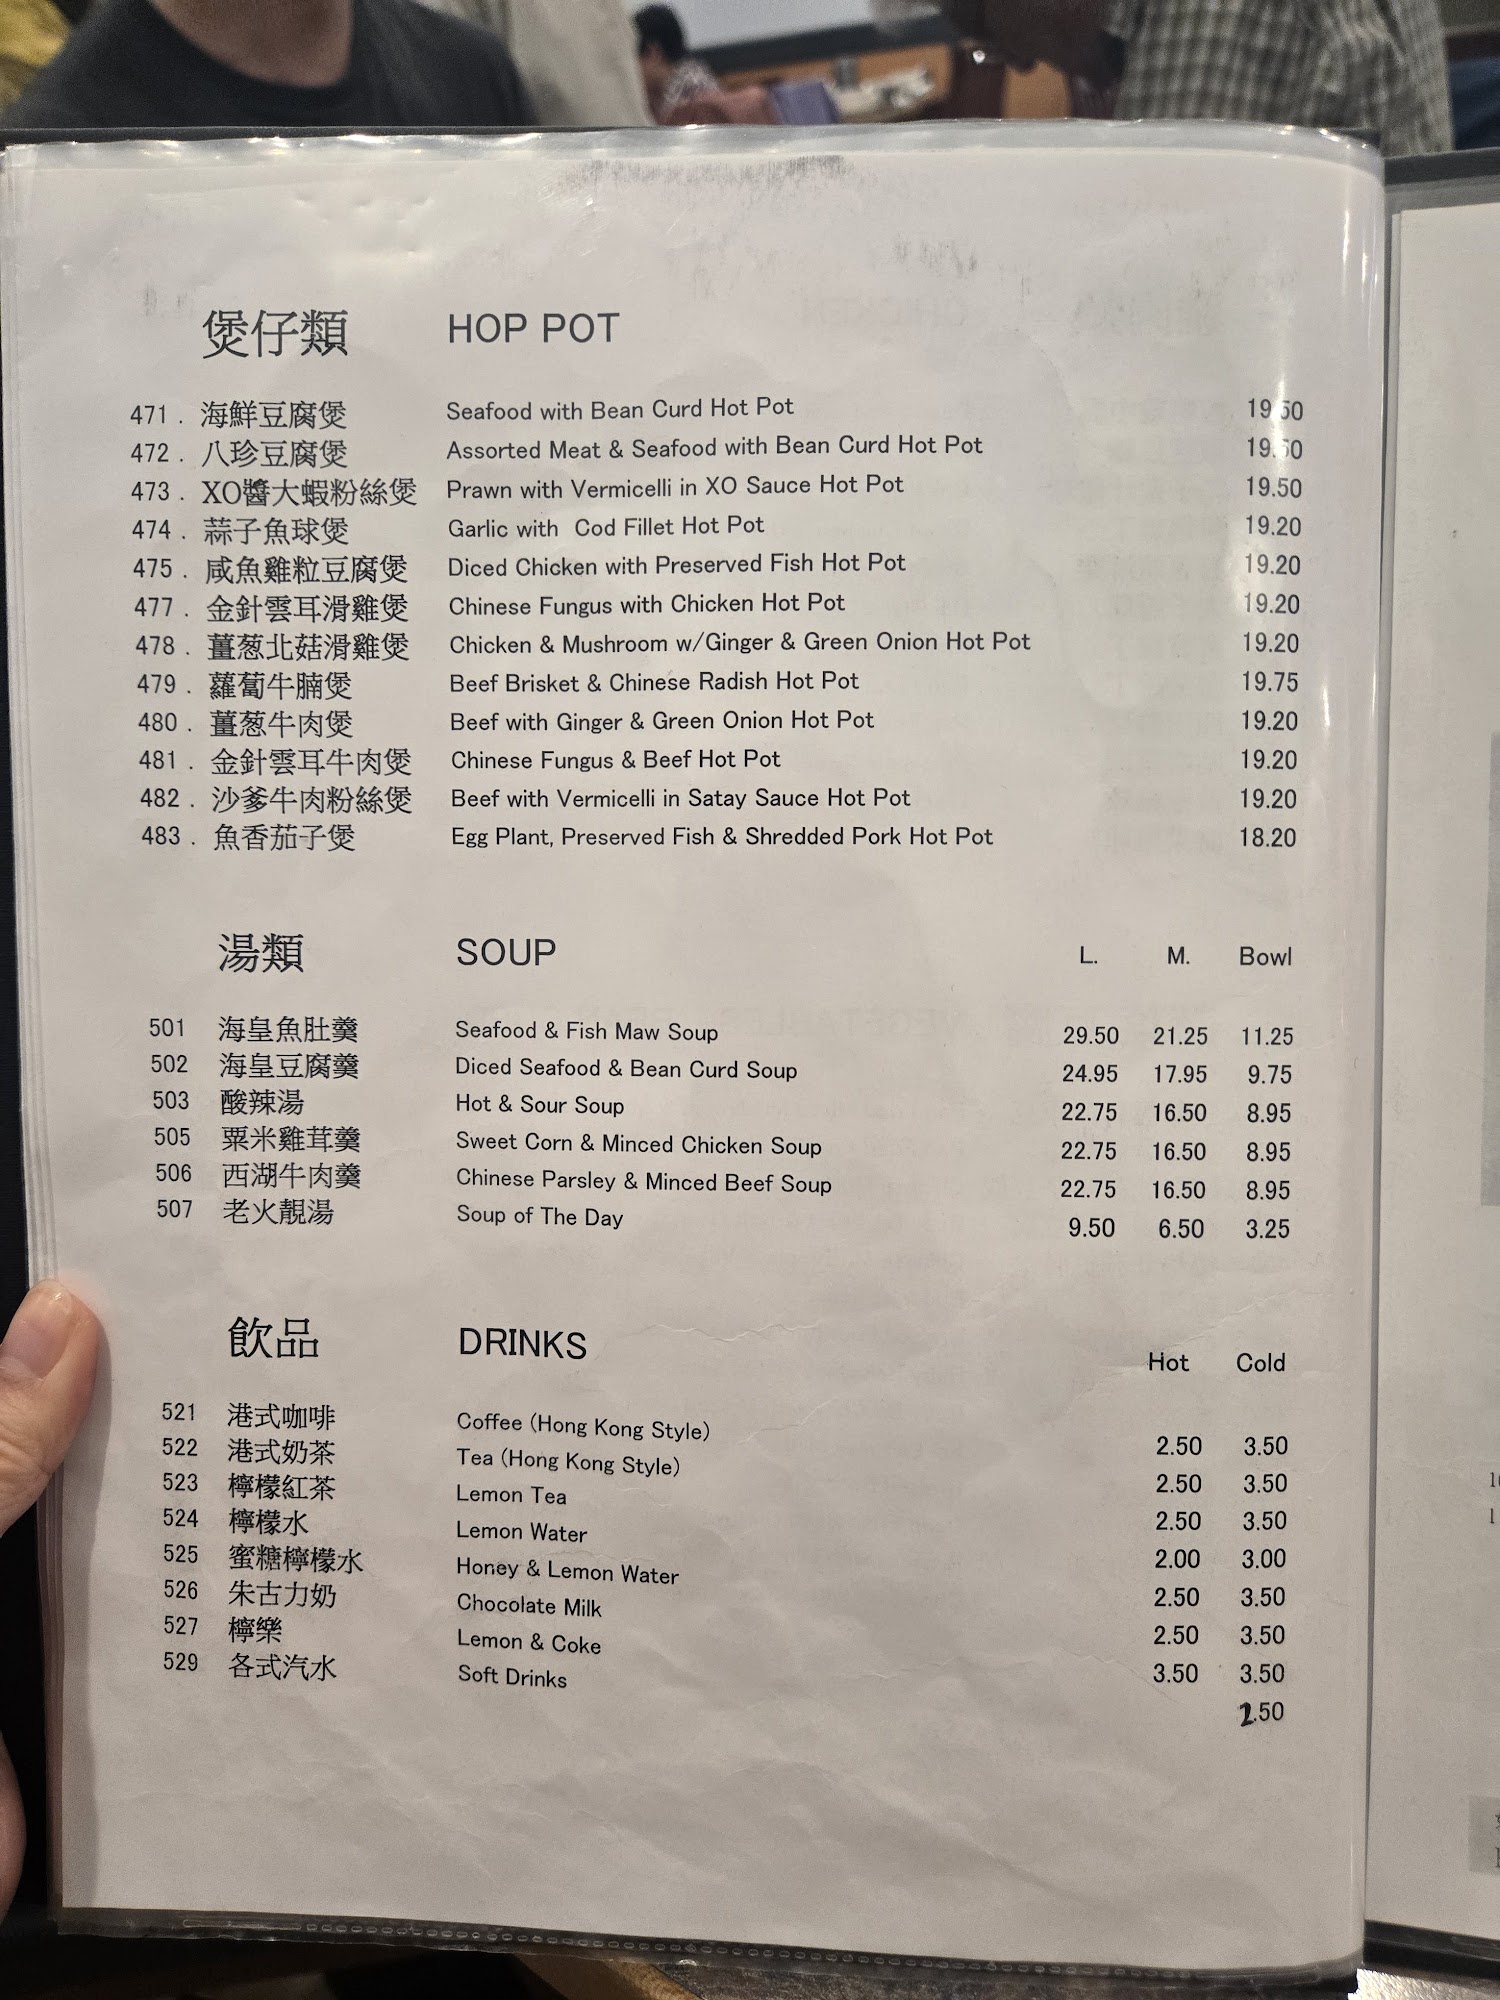 煲仔類 HOP POT
471 . 海鮮豆腐煲 Seafood with Bean Curd Hot Pot 19.50
472 . 八珍豆腐煲 Assorted Meat & Seafood with Bean Curd Hot Pot 19.50
473 . XO醬大蝦粉絲煲 Prawn with Vermicelli in XO Sauce Hot Pot 19.50
474 . 蒜子魚球煲 Garlic with Cod Fillet Hot Pot 19.20
475 . 咸魚雞粒豆腐煲 Diced Chicken with Preserved Fish Hot Pot 19.20
477 . 金針雲耳滑雞煲 Chinese Fungus with Chicken Hot Pot 19.20
478 . 薑葱北菇滑雞煲 Chicken & Mushroom w/Ginger & Green Onion Hot Pot 19.20
479 . 蘿蔔牛腩煲 Beef Brisket & Chinese Radish Hot Pot 19.75
480 . 薑葱牛肉煲 Beef with Ginger & Green Onion Hot Pot 19.20
481 . 金針雲耳牛肉煲 Chinese Fungus & Beef Hot Pot 19.20
482 . 沙爹牛肉粉絲煲 Beef with Vermicelli in Satay Sauce Hot Pot 19.20
483 . 魚香茄子煲 Egg Plant, Preserved Fish & Shredded Pork Hot Pot 18.20
湯類 SOUP L. M. Bowl
501 海皇魚肚羹 Seafood & Fish Maw Soup 29.50 21.25 11.25
502 海皇豆腐羹 Diced Seafood & Bean Curd Soup 24.95 17.95 9.75
503 酸辣湯 Hot & Sour Soup 22.75 16.50 8.95
505 粟米雞茸羹 Sweet Corn & Minced Chicken Soup 22.75 16.50 8.95
506 西湖牛肉羹 Chinese Parsley & Minced Beef Soup 22.75 16.50 8.95
507 老火靚湯 Soup of The Day 9.50 6.50 3.25
飲品 DRINKS Hot Cold
521 港式咖啡 Coffee (Hong Kong Style) 2.50 3.50
522 港式奶茶 Tea (Hong Kong Style) 2.50 3.50
523 檸檬紅茶 Lemon Tea 2.50 3.50
524 檸檬水 Lemon Water 2.00 3.00
525 蜜糖檸檬水 Honey & Lemon Water 2.50 3.50
526 朱古力奶 Chocolate Milk 2.50 3.50
527 檸樂 Lemon & Coke 3.50 3.50
529 各式汽水 Soft Drinks 2.50